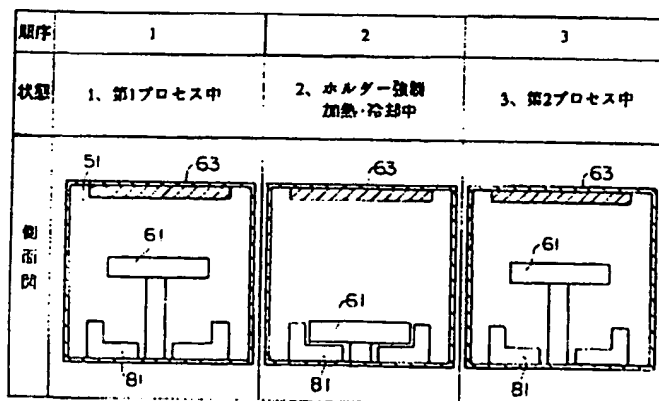 順序
1
2
3
状態
1、第1プロセス中
2、ホルダー強制
加熱・冷却中
3、第2プロセス中
側面図
51
63
61
81
63
61
81
63
61
81